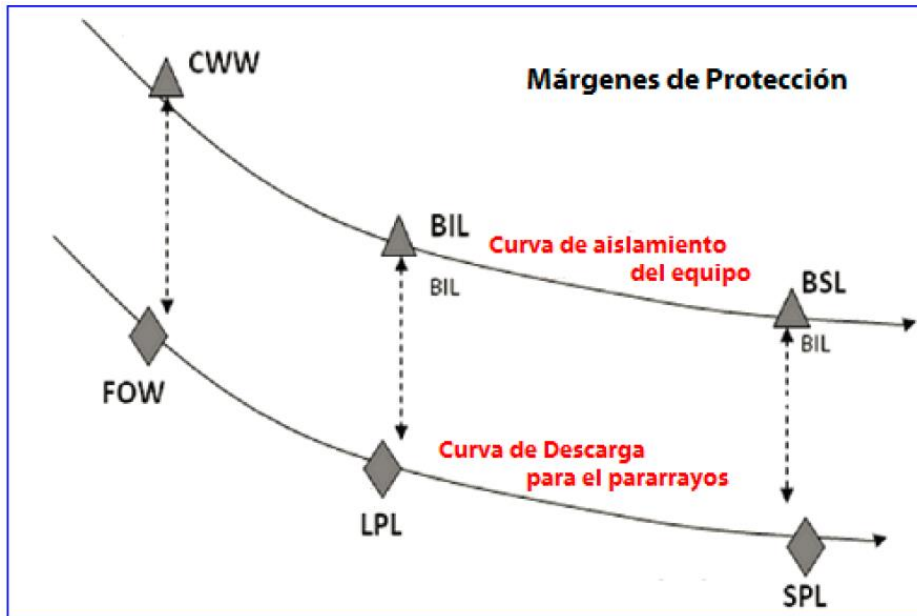 CWW
Márgenes de Protección
BIL
Curva de aislamiento
del equipo
BIL
BSL
BIL
FOW
Curva de Descarga
para el pararrayos
LPL
SPL